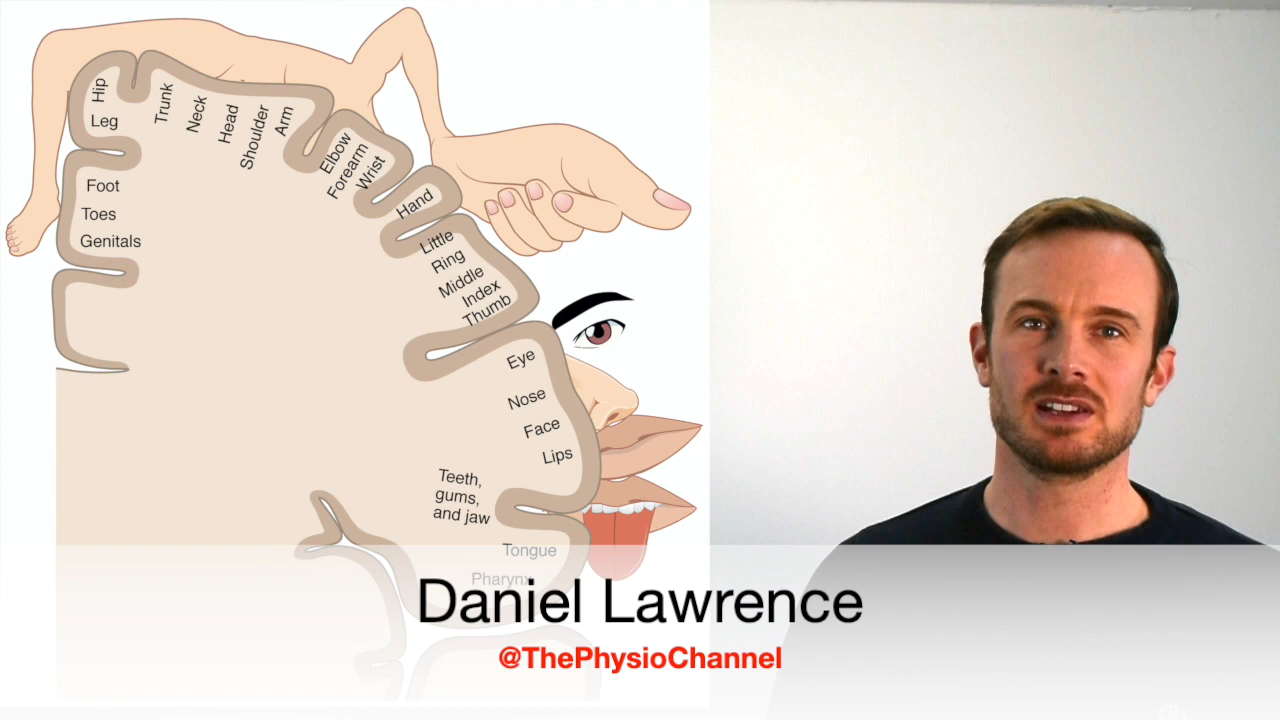 Hip
Leg
Foot
Toes
Genitals
Trunk
Neck
Head
Shoulder
Arm
Elbow
Forearm
Wrist
Hand
Little
Ring
Middle
Index
Thumb
Eye
Nose
Face
Lips
Teeth,
gums,
and jaw
Tongue
Pharynx
Daniel Lawrence
@ThePhysioChannel